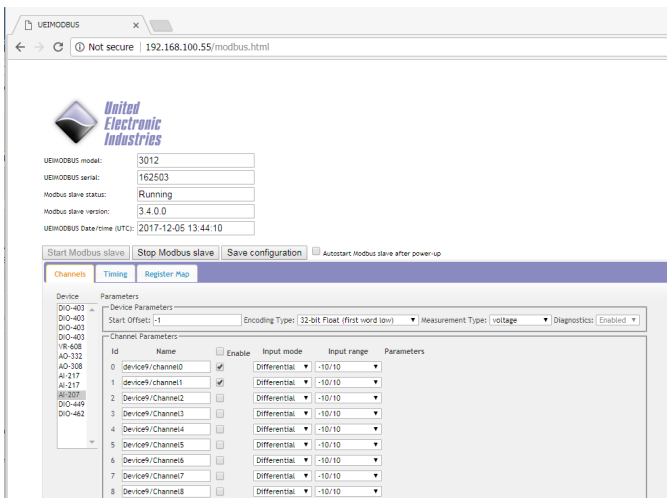 UEIMODBUS
Not secure | 192.168.100.55/modbus.html
United
Electronic
Industries
UEIMODBUS model: 3012
UEIMODBUS serial: 162503
Modbus slave status: Running
Modbus slave version: 3.4.0.0
UEIMODBUS Date/time (UTC): 2017-12-05 13:44:10
Start Modbus slave Stop Modbus slave Save configuration Autostart Modbus slave after power-up
Channels Timing Register Map
Device Parameters
DIO-403
DIO-403
DIO-403
DIO-403
VR-608
AO-332
AO-308
AI-217
AI-217
AI-207
DIO-449
DIO-462
Device Parameters
Start Offset: -1 Encoding Type: 32-bit Float (first word low) Measurement Type: voltage Diagnostics: Enabled
Channel Parameters
Id Name Enable Input mode Input range Parameters
0 device9/channel0 Differential -10/10
1 device9/channel1 Differential -10/10
2 Device9/Channel2 Differential -10/10
3 Device9/Channel3 Differential -10/10
4 Device9/Channel4 Differential -10/10
5 Device9/Channel5 Differential -10/10
6 Device9/Channel6 Differential -10/10
7 Device9/Channel7 Differential -10/10
8 Device9/Channel8 Differential -10/10